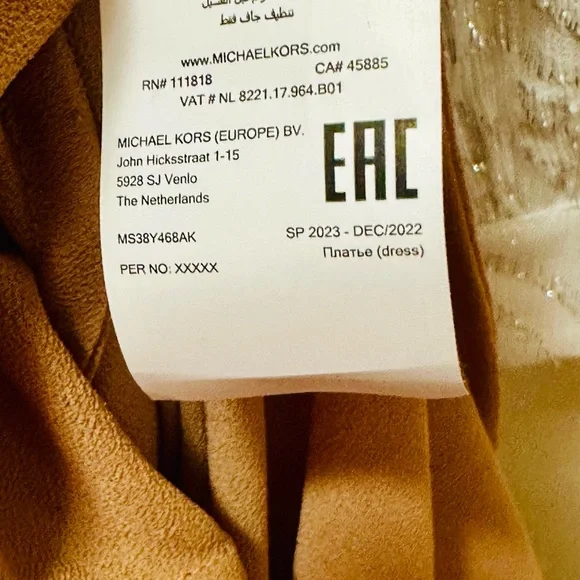 تنظيف جاف فقط
www.MICHAELKORS.com
RN# 111818 CA# 45885
VAT # NL 8221.17.964.B01
MICHAEL KORS (EUROPE) BV.
John Hicksstraat 1-15
5928 SJ Venlo
The Netherlands
EAC
MS38Y468AK SP 2023 - DEC/2022
Платье (dress)
PER NO: XXXXX